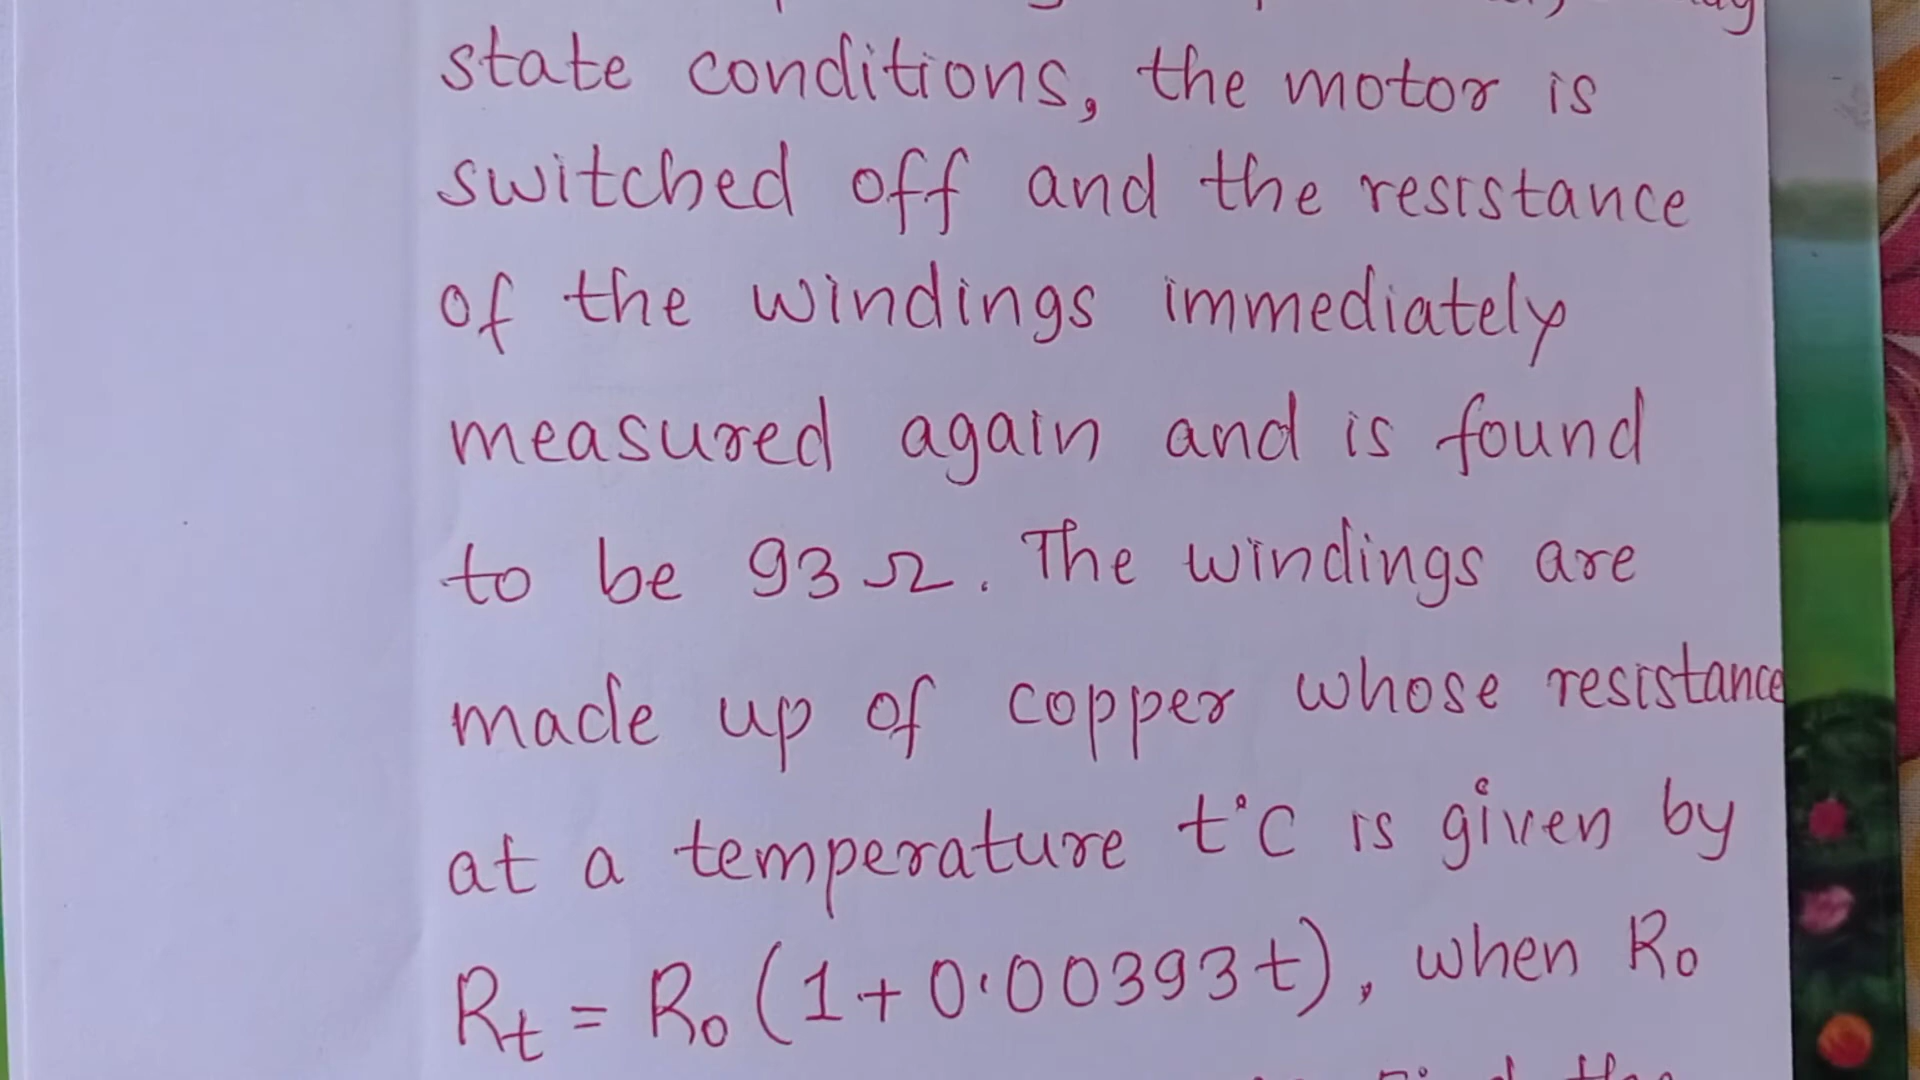 state conditions, the motor is
switched off and the resistance
of the windings immediately
measured again and is found
to be 93 Ω. The windings are
made up of copper whose resistance
at a temperature t°C is given by
Rt = R0 (1+0.00393t), when R0